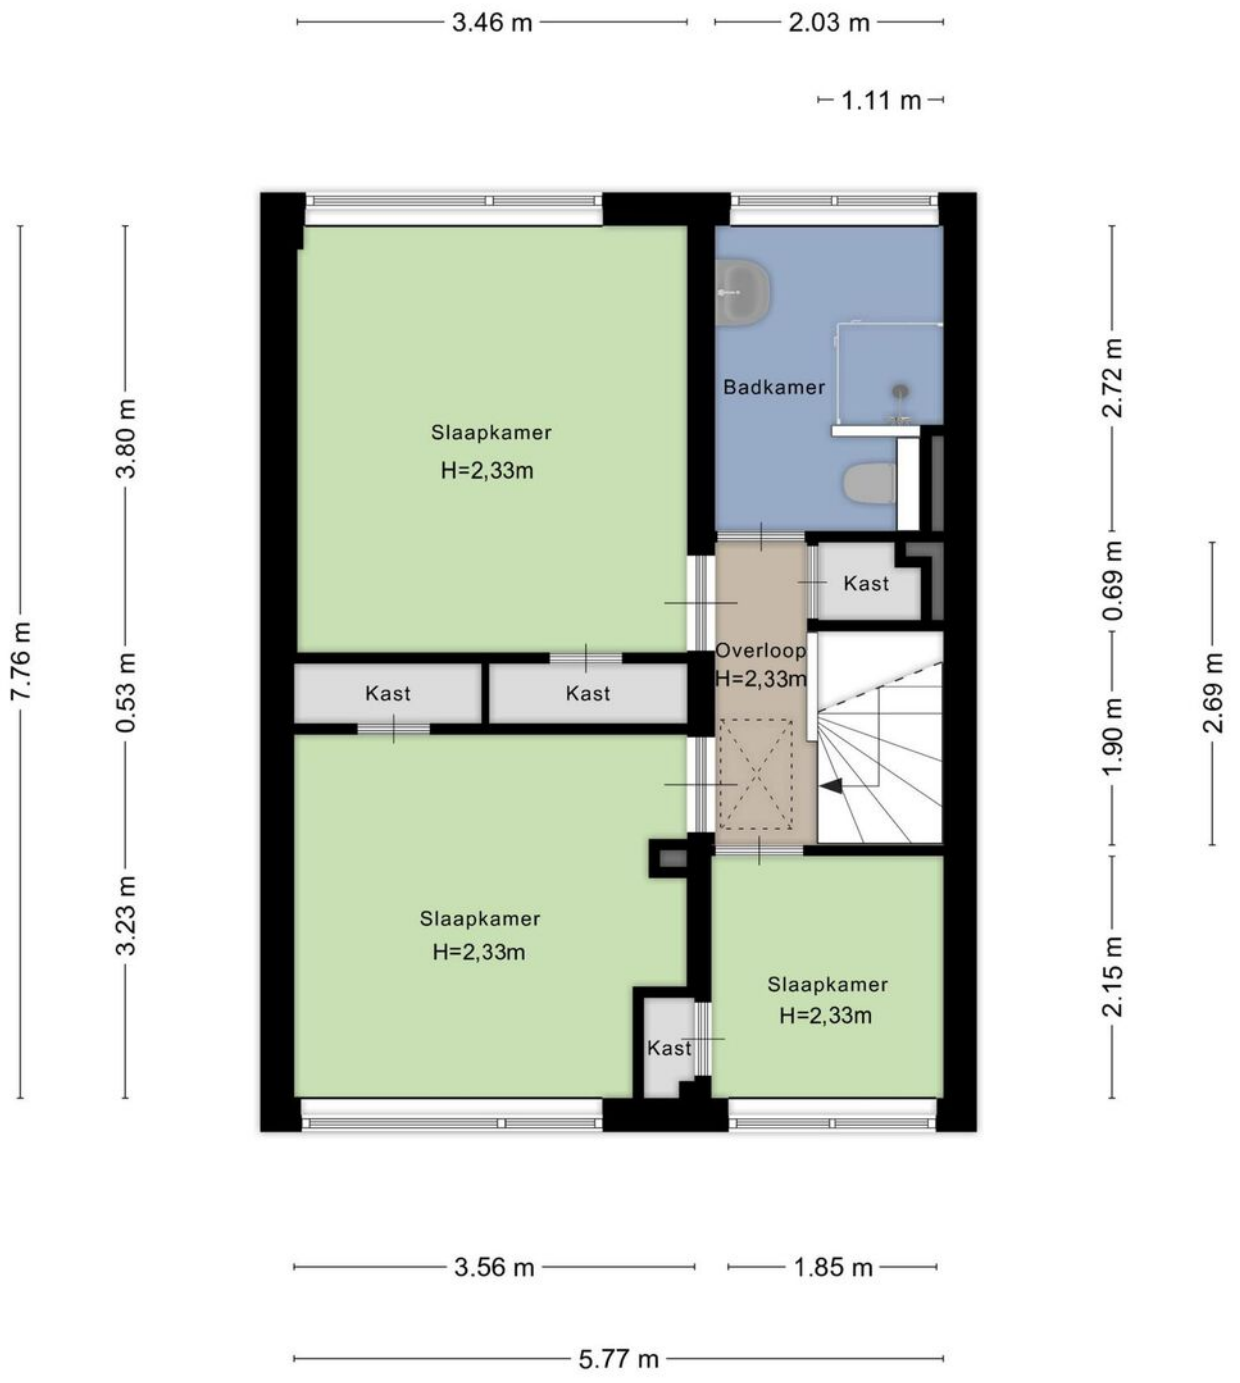 3.46 m
2.03 m
1.11 m
Slaapkamer
H=2,33m
Badkamer
Kast
Overloop
H=2,33m
Kast
Kast
Slaapkamer
H=2,33m
Slaapkamer
H=2,33m
Kast
7.76 m
3.80 m
0.53 m
3.23 m
2.72 m
0.69 m
1.90 m
2.15 m
2.69 m
3.56 m
1.85 m
5.77 m